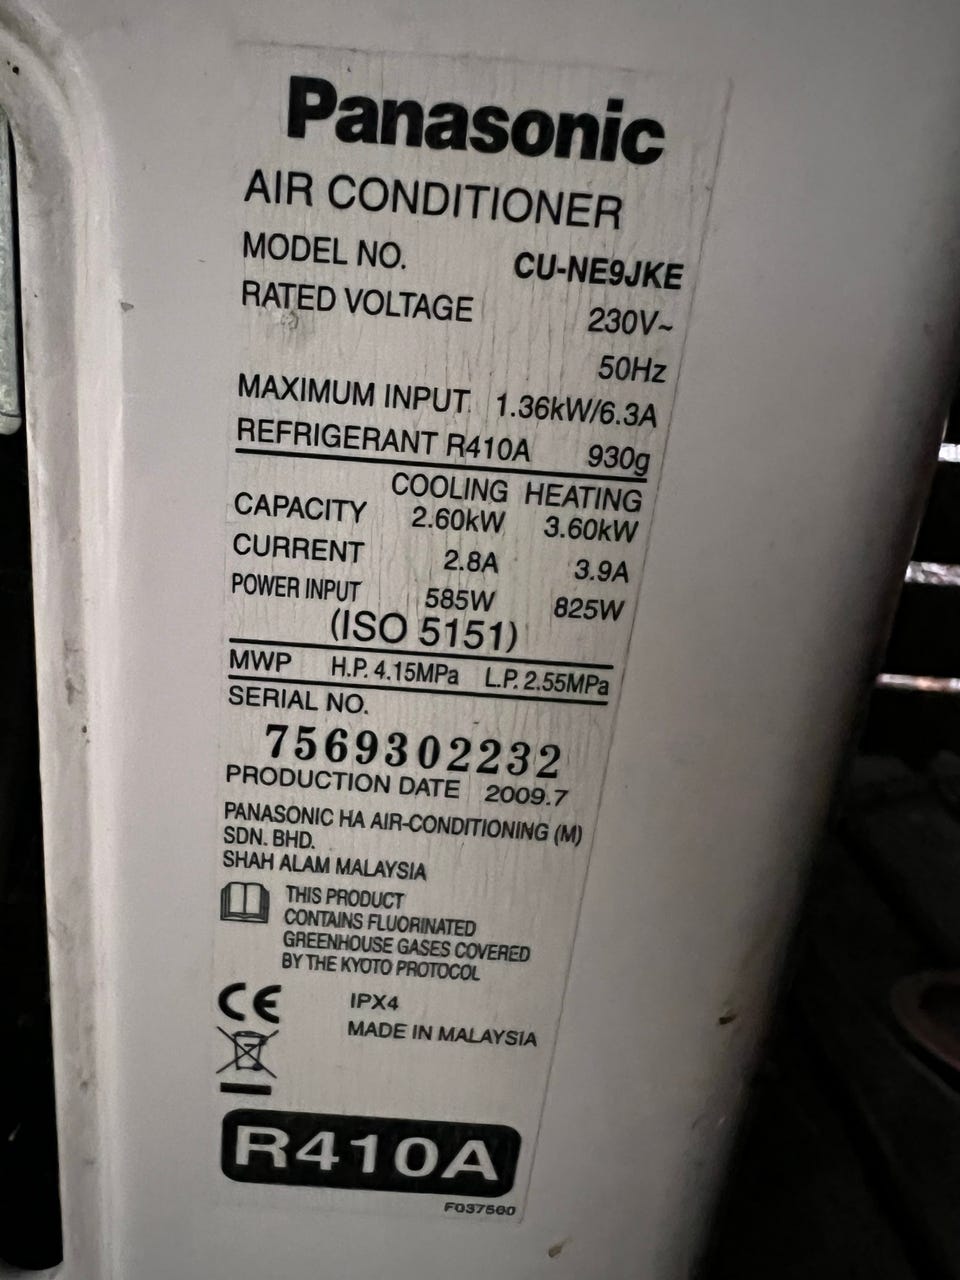 Panasonic
AIR CONDITIONER
MODEL NO. CU-NE9JKE
RATED VOLTAGE 230V~
50Hz
MAXIMUM INPUT 1.36kW/6.3A
REFRIGERANT R410A 930g
COOLING HEATING
CAPACITY 2.60kW 3.60kW
CURRENT 2.8A 3.9A
POWER INPUT 585W 825W
(ISO 5151)
MWP H.P. 4.15MPa L.P. 2.55MPa
SERIAL NO.
7569302232
PRODUCTION DATE 2009.7
PANASONIC HA AIR-CONDITIONING (M)
SDN. BHD.
SHAH ALAM MALAYSIA
THIS PRODUCT
CONTAINS FLUORINATED
GREENHOUSE GASES COVERED
BY THE KYOTO PROTOCOL
CE IPX4
MADE IN MALAYSIA
R410A
F037560